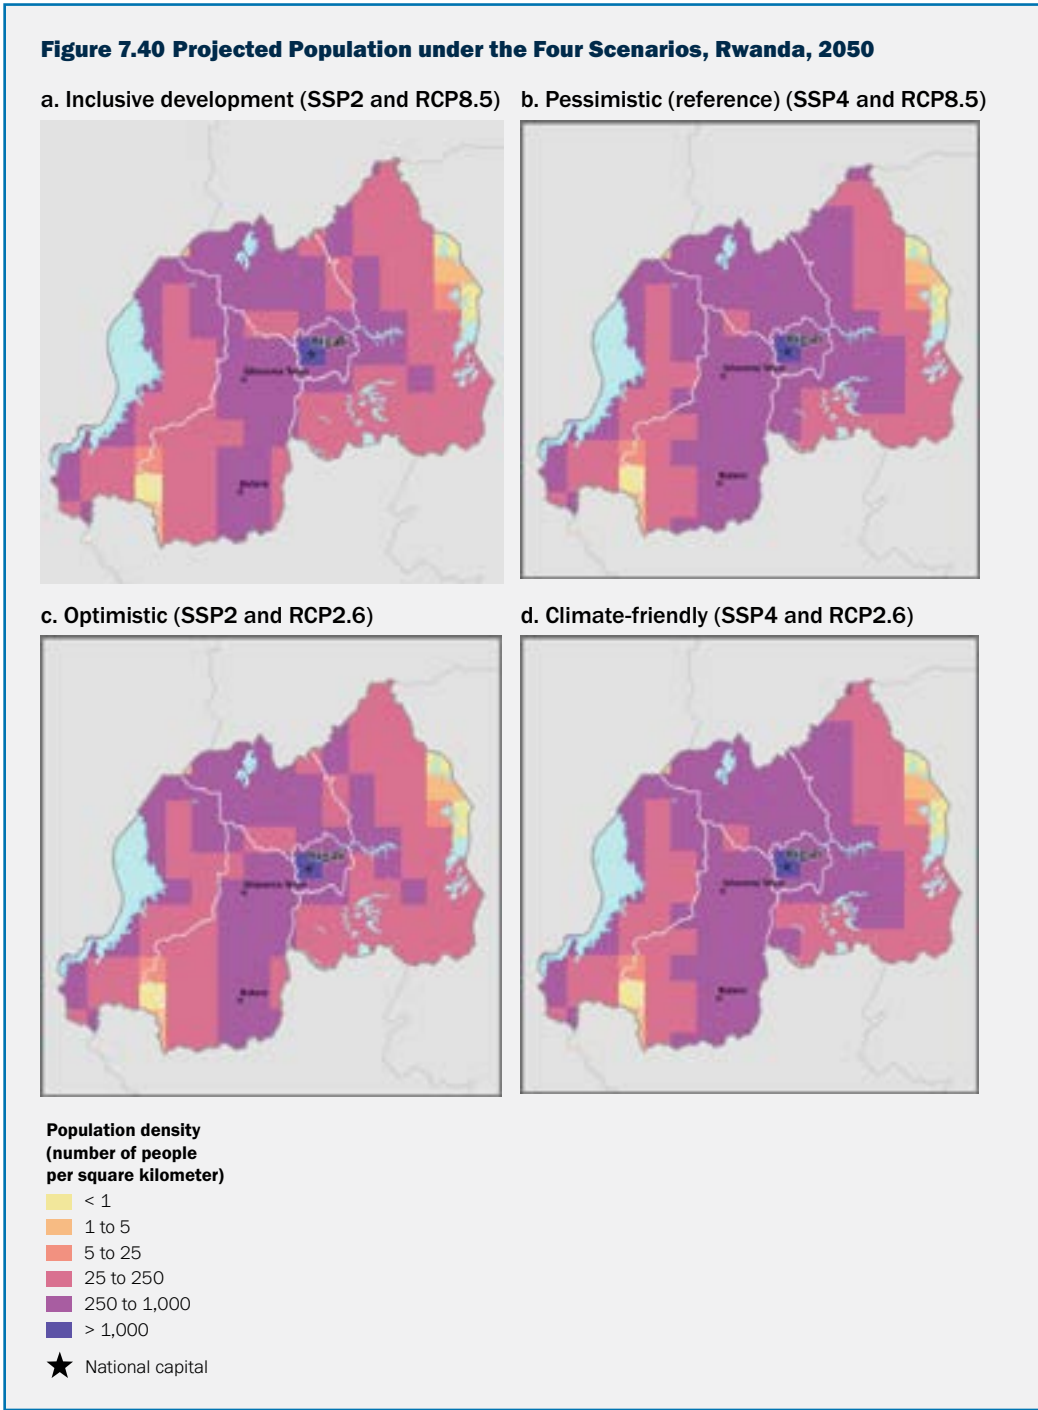 Figure 7.40 Projected Population under the Four Scenarios, Rwanda, 2050
a. Inclusive development (SSP2 and RCP8.5)
b. Pessimistic (reference) (SSP4 and RCP8.5)
c. Optimistic (SSP2 and RCP2.6)
d. Climate-friendly (SSP4 and RCP2.6)
Population density
(number of people
per square kilometer)
< 1
1 to 5
5 to 25
25 to 250
250 to 1,000
> 1,000
National capital